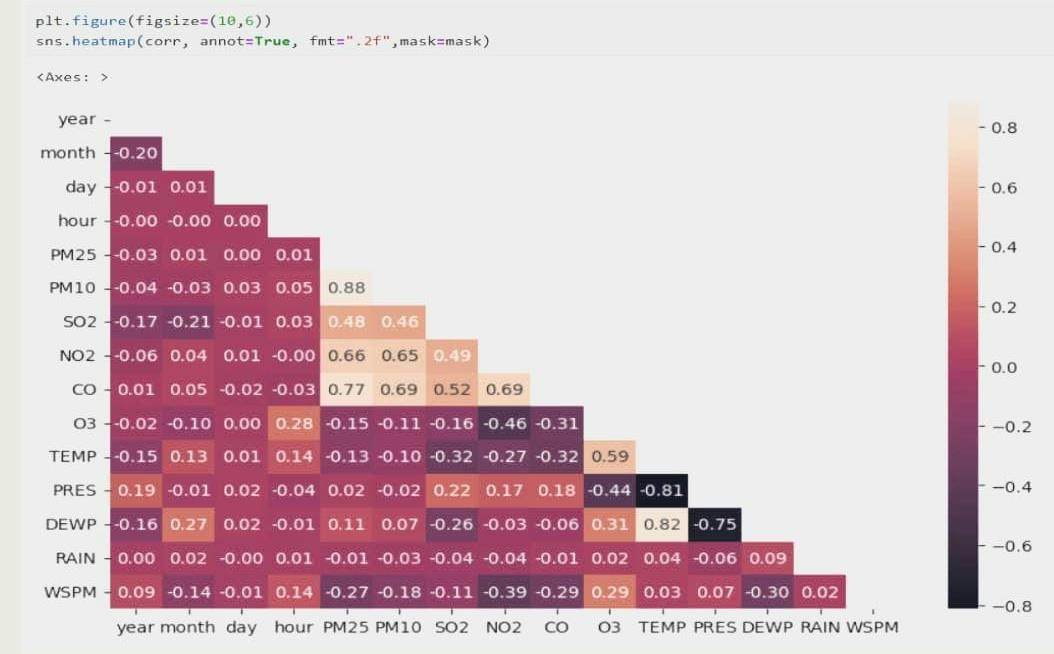 plt.figure(figsize=(10,6))
sns.heatmap(corr, annot=True, fmt=".2f",mask=mask)
<Axes: >
year
month -0.20
day -0.01 0.01
hour -0.00 -0.00 0.00
PM25 -0.03 0.01 0.00 0.01
PM10 -0.04 -0.03 0.03 0.05 0.88
SO2 -0.17 -0.21 -0.01 0.03 0.48 0.46
NO2 -0.06 0.04 0.01 -0.00 0.66 0.65 0.49
CO 0.01 0.05 -0.02 -0.03 0.77 0.69 0.52 0.69
O3 -0.02 -0.10 0.00 0.28 -0.15 -0.11 -0.16 -0.46 -0.31
TEMP -0.15 0.13 0.01 0.14 -0.13 -0.10 -0.32 -0.27 -0.32 0.59
PRES 0.19 -0.01 0.02 -0.04 0.02 -0.02 0.22 0.17 0.18 -0.44 -0.81
DEWP -0.16 0.27 0.02 -0.01 0.11 0.07 -0.26 -0.03 -0.06 0.31 0.82 -0.75
RAIN 0.00 0.02 -0.00 0.01 -0.01 -0.03 -0.04 -0.04 -0.01 0.02 0.04 -0.06 0.09
WSPM 0.09 -0.14 -0.01 0.14 -0.27 -0.18 -0.11 -0.39 -0.29 0.29 0.03 0.07 -0.30 0.02
year month day hour PM25 PM10 SO2 NO2 CO O3 TEMP PRES DEWP RAIN WSPM
0.8
0.6
0.4
0.2
0.0
−0.2
−0.4
−0.6
−0.8